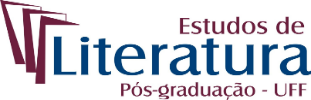 Estudos de
Literatura
Pós-graduação - UFF